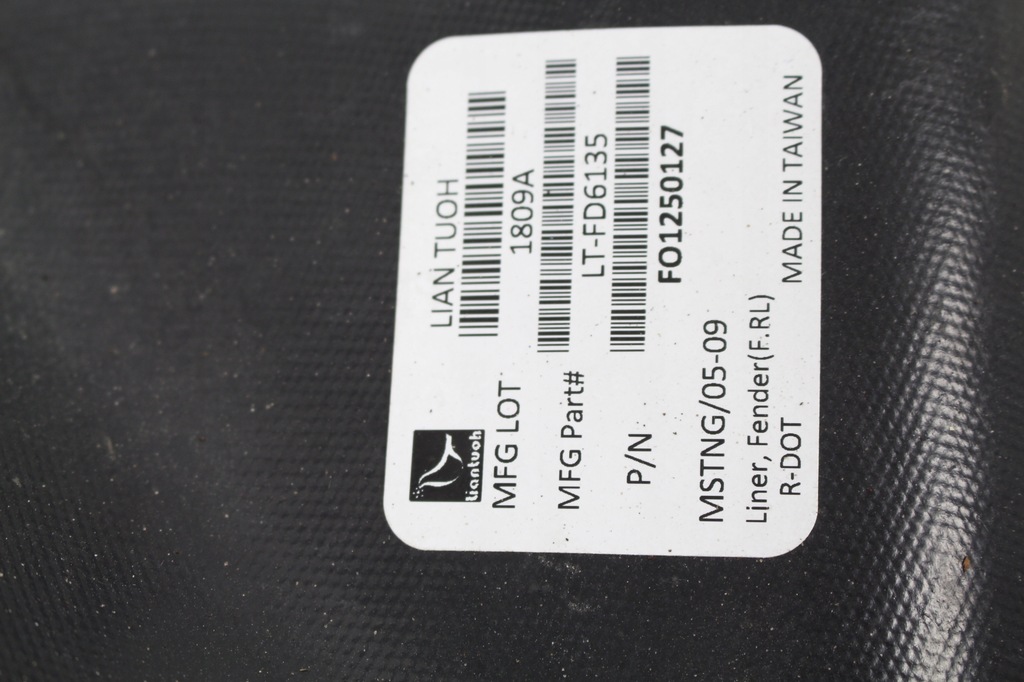 LIAN TUOH
liantuoh
MFG LOT 1809A
MFG Part# LT-FD6135
P/N FO1250127
MSTNG/05-09
Liner, Fender(F.RL)
R-DOT MADE IN TAIWAN